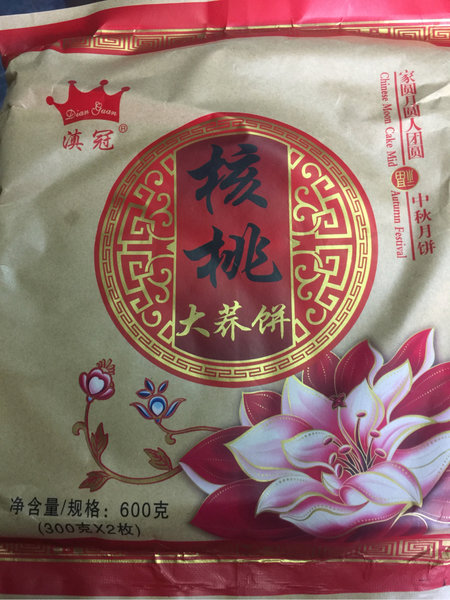 Dian Guan
滇冠®
家圆月圆人团圆
中秋月饼
Chinese Moon Cake Mid Autumn Festival
核桃
大荞饼
净含量/规格：600克
(300克X2枚)